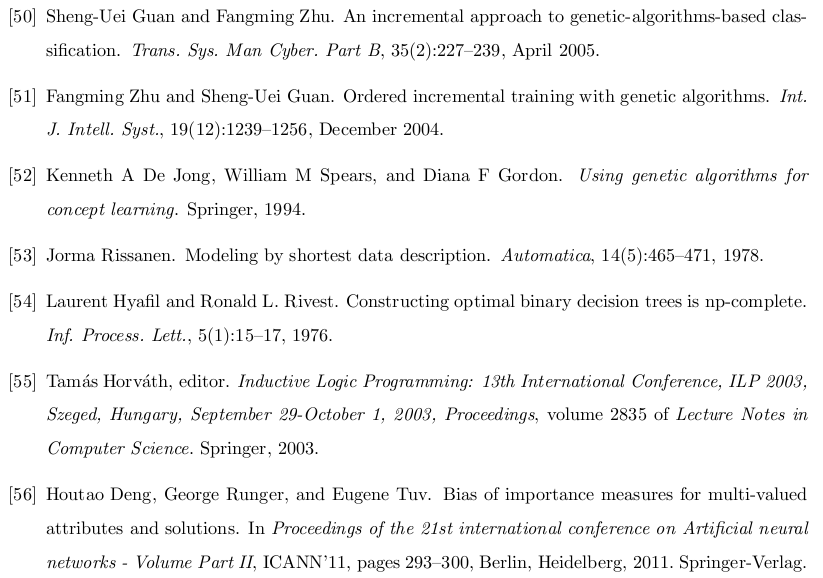 [50] Sheng-Uei Guan and Fangming Zhu. An incremental approach to genetic-algorithms-based clas-
sification. Trans. Sys. Man Cyber. Part B, 35(2):227–239, April 2005.
[51] Fangming Zhu and Sheng-Uei Guan. Ordered incremental training with genetic algorithms. Int.
J. Intell. Syst., 19(12):1239–1256, December 2004.
[52] Kenneth A De Jong, William M Spears, and Diana F Gordon. Using genetic algorithms for
concept learning. Springer, 1994.
[53] Jorma Rissanen. Modeling by shortest data description. Automatica, 14(5):465–471, 1978.
[54] Laurent Hyafil and Ronald L. Rivest. Constructing optimal binary decision trees is np-complete.
Inf. Process. Lett., 5(1):15–17, 1976.
[55] Tamás Horváth, editor. Inductive Logic Programming: 13th International Conference, ILP 2003,
Szeged, Hungary, September 29-October 1, 2003, Proceedings, volume 2835 of Lecture Notes in
Computer Science. Springer, 2003.
[56] Houtao Deng, George Runger, and Eugene Tuv. Bias of importance measures for multi-valued
attributes and solutions. In Proceedings of the 21st international conference on Artificial neural
networks - Volume Part II, ICANN'11, pages 293–300, Berlin, Heidelberg, 2011. Springer-Verlag.